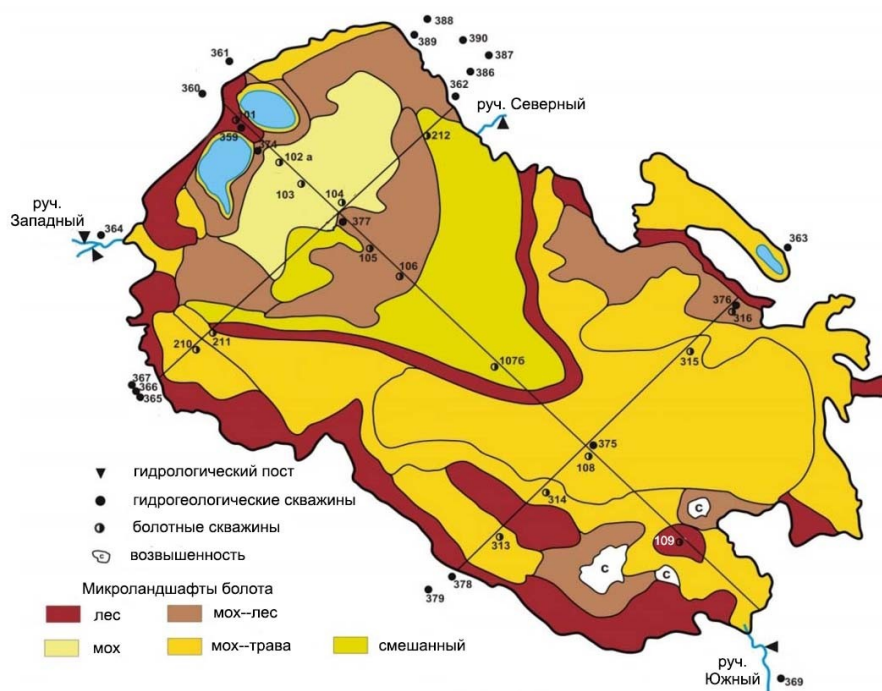 388
389
390
387
386
361
360
362
руч. Северный
101
359
374
102 а
212
103
104
руч.
Западный
364
377
363
105
106
376
316
210
211
315
107б
367
366
365
375
108
гидрологический пост
гидрогеологические скважины
314
с
болотные скважины
313
109
с возвышенность
с
с
378
379
Микроландшафты болота
лес
мох--лес
мох
мох--трава
смешанный
руч.
Южный
369